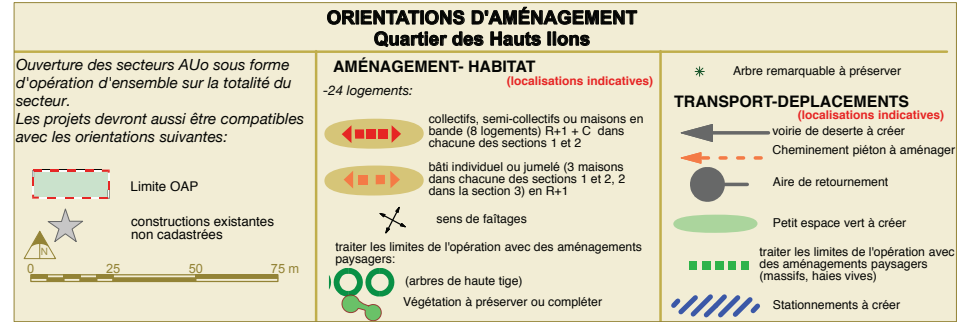 ORIENTATIONS D'AMÉNAGEMENT
Quartier des Hauts Ilons
Ouverture des secteurs AUo sous forme
d'opération d'ensemble sur la totalité du
secteur.
Les projets devront aussi être compatibles
avec les orientations suivantes:
Limite OAP
constructions existantes
non cadastrées
N
0 25 50 75 m
AMÉNAGEMENT- HABITAT
(localisations indicatives)
-24 logements:
collectifs, semi-collectifs ou maisons en
bande (8 logements) R+1 + C dans
chacune des sections 1 et 2
bâti individuel ou jumelé (3 maisons
dans chacune des sections 1 et 2, 2
dans la section 3) en R+1
sens de faîtages
traiter les limites de l'opération avec des aménagements
paysagers:
(arbres de haute tige)
Végétation à préserver ou compléter
Arbre remarquable à préserver
TRANSPORT-DEPLACEMENTS
(localisations indicatives)
voirie de deserte à créer
Cheminement piéton à aménager
Aire de retournement
Petit espace vert à créer
traiter les limites de l'opération avec
des aménagements paysagers
(massifs, haies vives)
Stationnements à créer